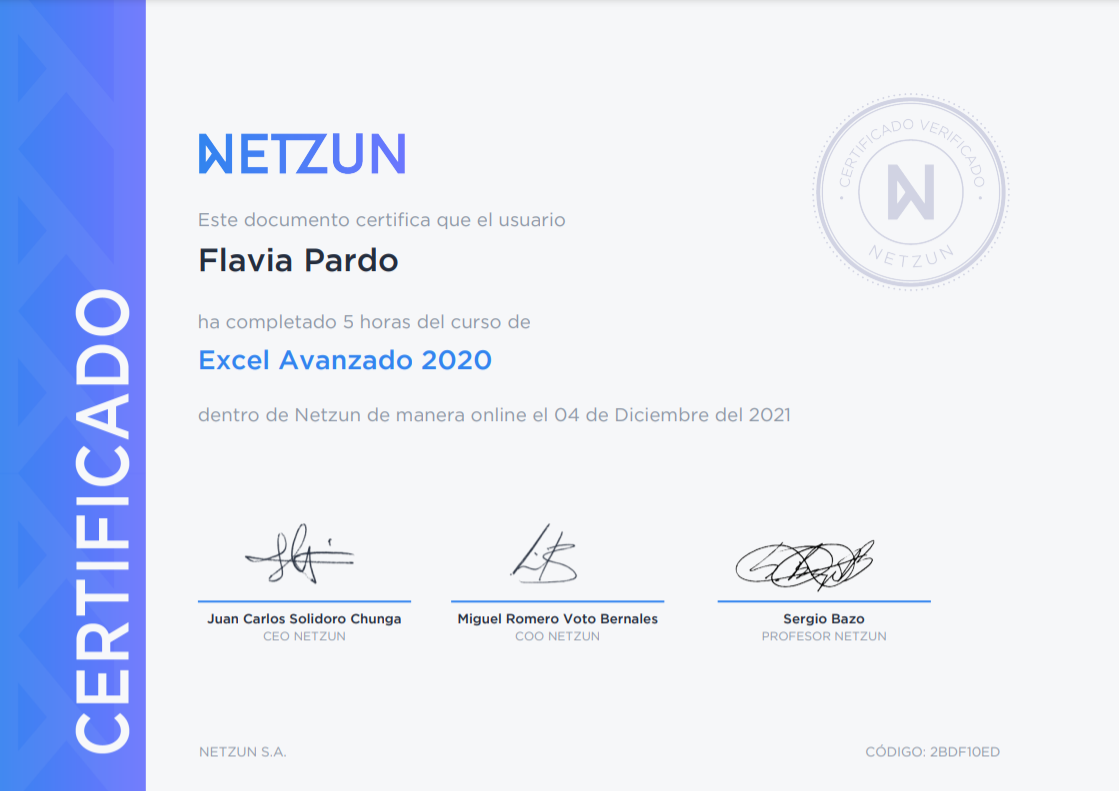 CERTIFICADO
NETZUN
CERTIFICADO VERIFICADO
N
NETZUN
Este documento certifica que el usuario
Flavia Pardo
ha completado 5 horas del curso de
Excel Avanzado 2020
dentro de Netzun de manera online el 04 de Diciembre del 2021
Juan Carlos Solidoro Chunga
CEO NETZUN
Miguel Romero Voto Bernales
COO NETZUN
Sergio Bazo
PROFESOR NETZUN
NETZUN S.A.
CÓDIGO: 2BDF10ED